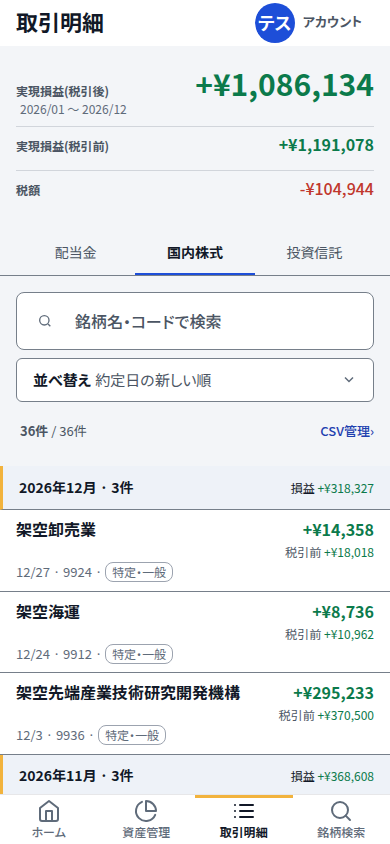 取引明細
テス アカウント
実現損益(税引後)
+¥1,086,134
2026/01 〜 2026/12
実現損益(税引前) +¥1,191,078
税額 -¥104,944
配当金 国内株式 投資信託
銘柄名・コードで検索
並べ替え 約定日の新しい順
36件 / 36件 CSV管理›
2026年12月・3件 損益 +¥318,327
架空卸売業 +¥14,358
税引前 +¥18,018
12/27・9924・特定・一般
架空海運 +¥8,736
税引前 +¥10,962
12/24・9912・特定・一般
架空先端産業技術研究開発機構 +¥295,233
税引前 +¥370,500
12/3・9936・特定・一般
2026年11月・3件 損益 +¥368,608
ホーム 資産管理 取引明細 銘柄検索